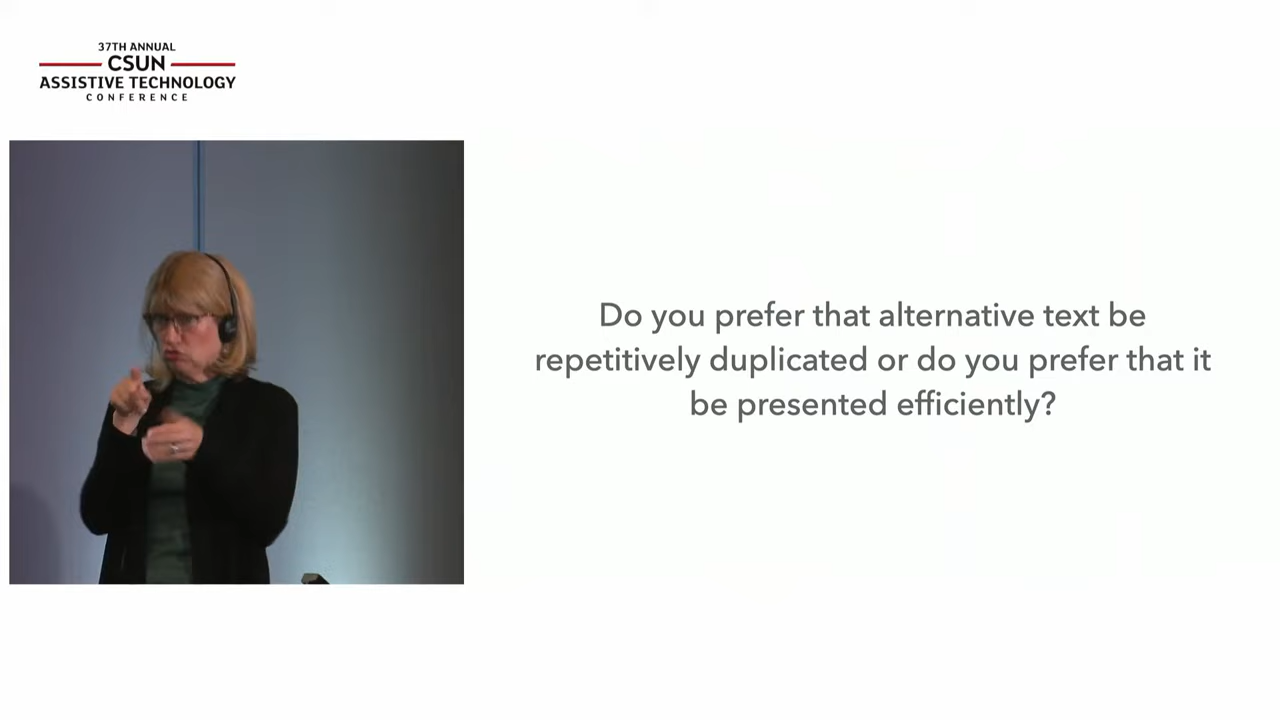 37TH ANNUAL
CSUN
ASSISTIVE TECHNOLOGY
CONFERENCE
Do you prefer that alternative text be
repetitively duplicated or do you prefer that it
be presented efficiently?